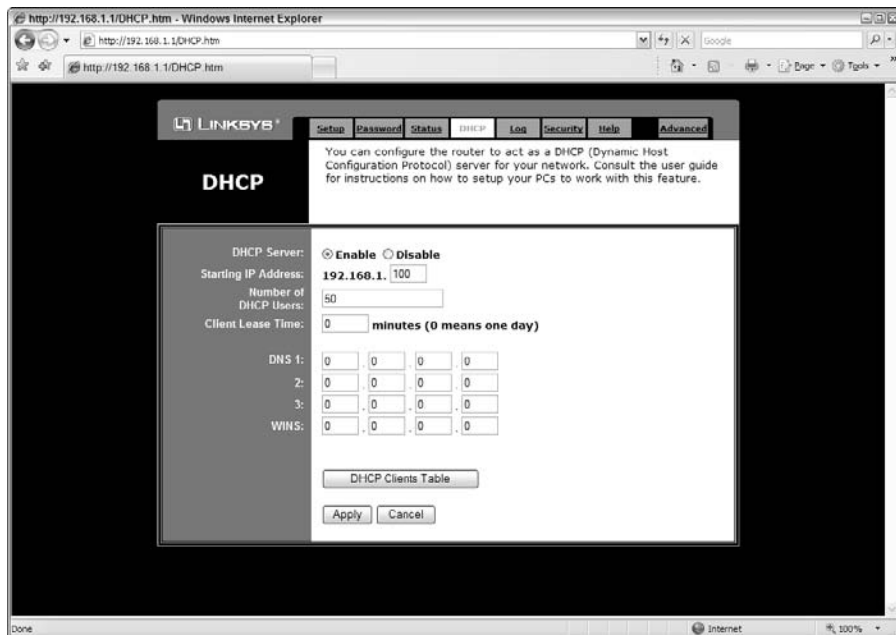 http://192.168.1.1/DHCP.htm - Windows Internet Explorer
http://192.168.1.1/DHCP.htm
Google
http://192.168.1.1/DHCP.htm
Page
Tools
LINKSYS®
Setup Password Status DHCP Log Security Help Advanced
DHCP
You can configure the router to act as a DHCP (Dynamic Host
Configuration Protocol) server for your network. Consult the user guide
for instructions on how to setup your PCs to work with this feature.
DHCP Server: Enable Disable
Starting IP Address: 192.168.1. 100
Number of
DHCP Users: 50
Client Lease Time: 0 minutes (0 means one day)
DNS 1: 0 . 0 . 0 . 0
2: 0 . 0 . 0 . 0
3: 0 . 0 . 0 . 0
WINS: 0 . 0 . 0 . 0
DHCP Clients Table
Apply Cancel
Done
Internet
100%